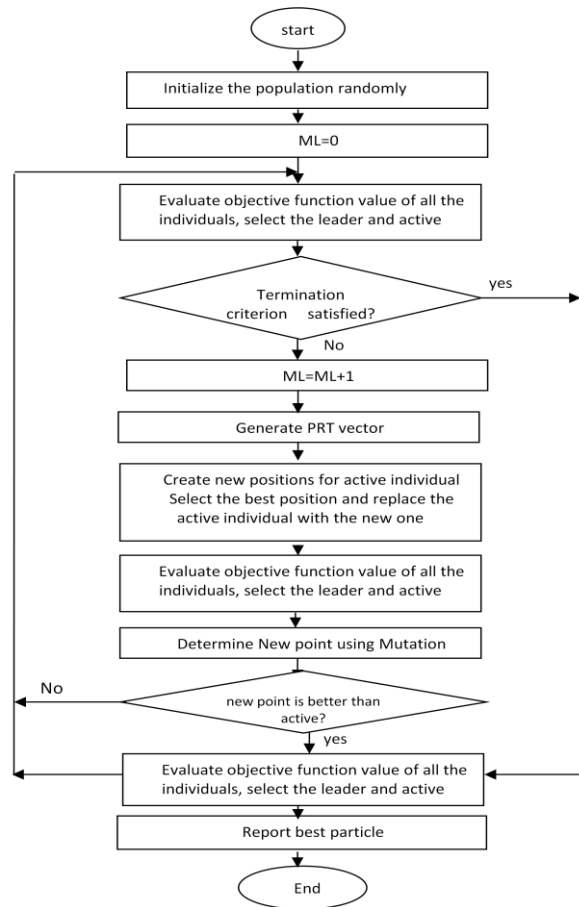 start
Initialize the population randomly
ML=0
Evaluate objective function value of all the
individuals, select the leader and active
Termination
criterion satisfied?
yes
No
ML=ML+1
Generate PRT vector
Create new positions for active individual
Select the best position and replace the
active individual with the new one
Evaluate objective function value of all the
individuals, select the leader and active
Determine New point using Mutation
No
new point is better than
active?
yes
Evaluate objective function value of all the
individuals, select the leader and active
Report best particle
End